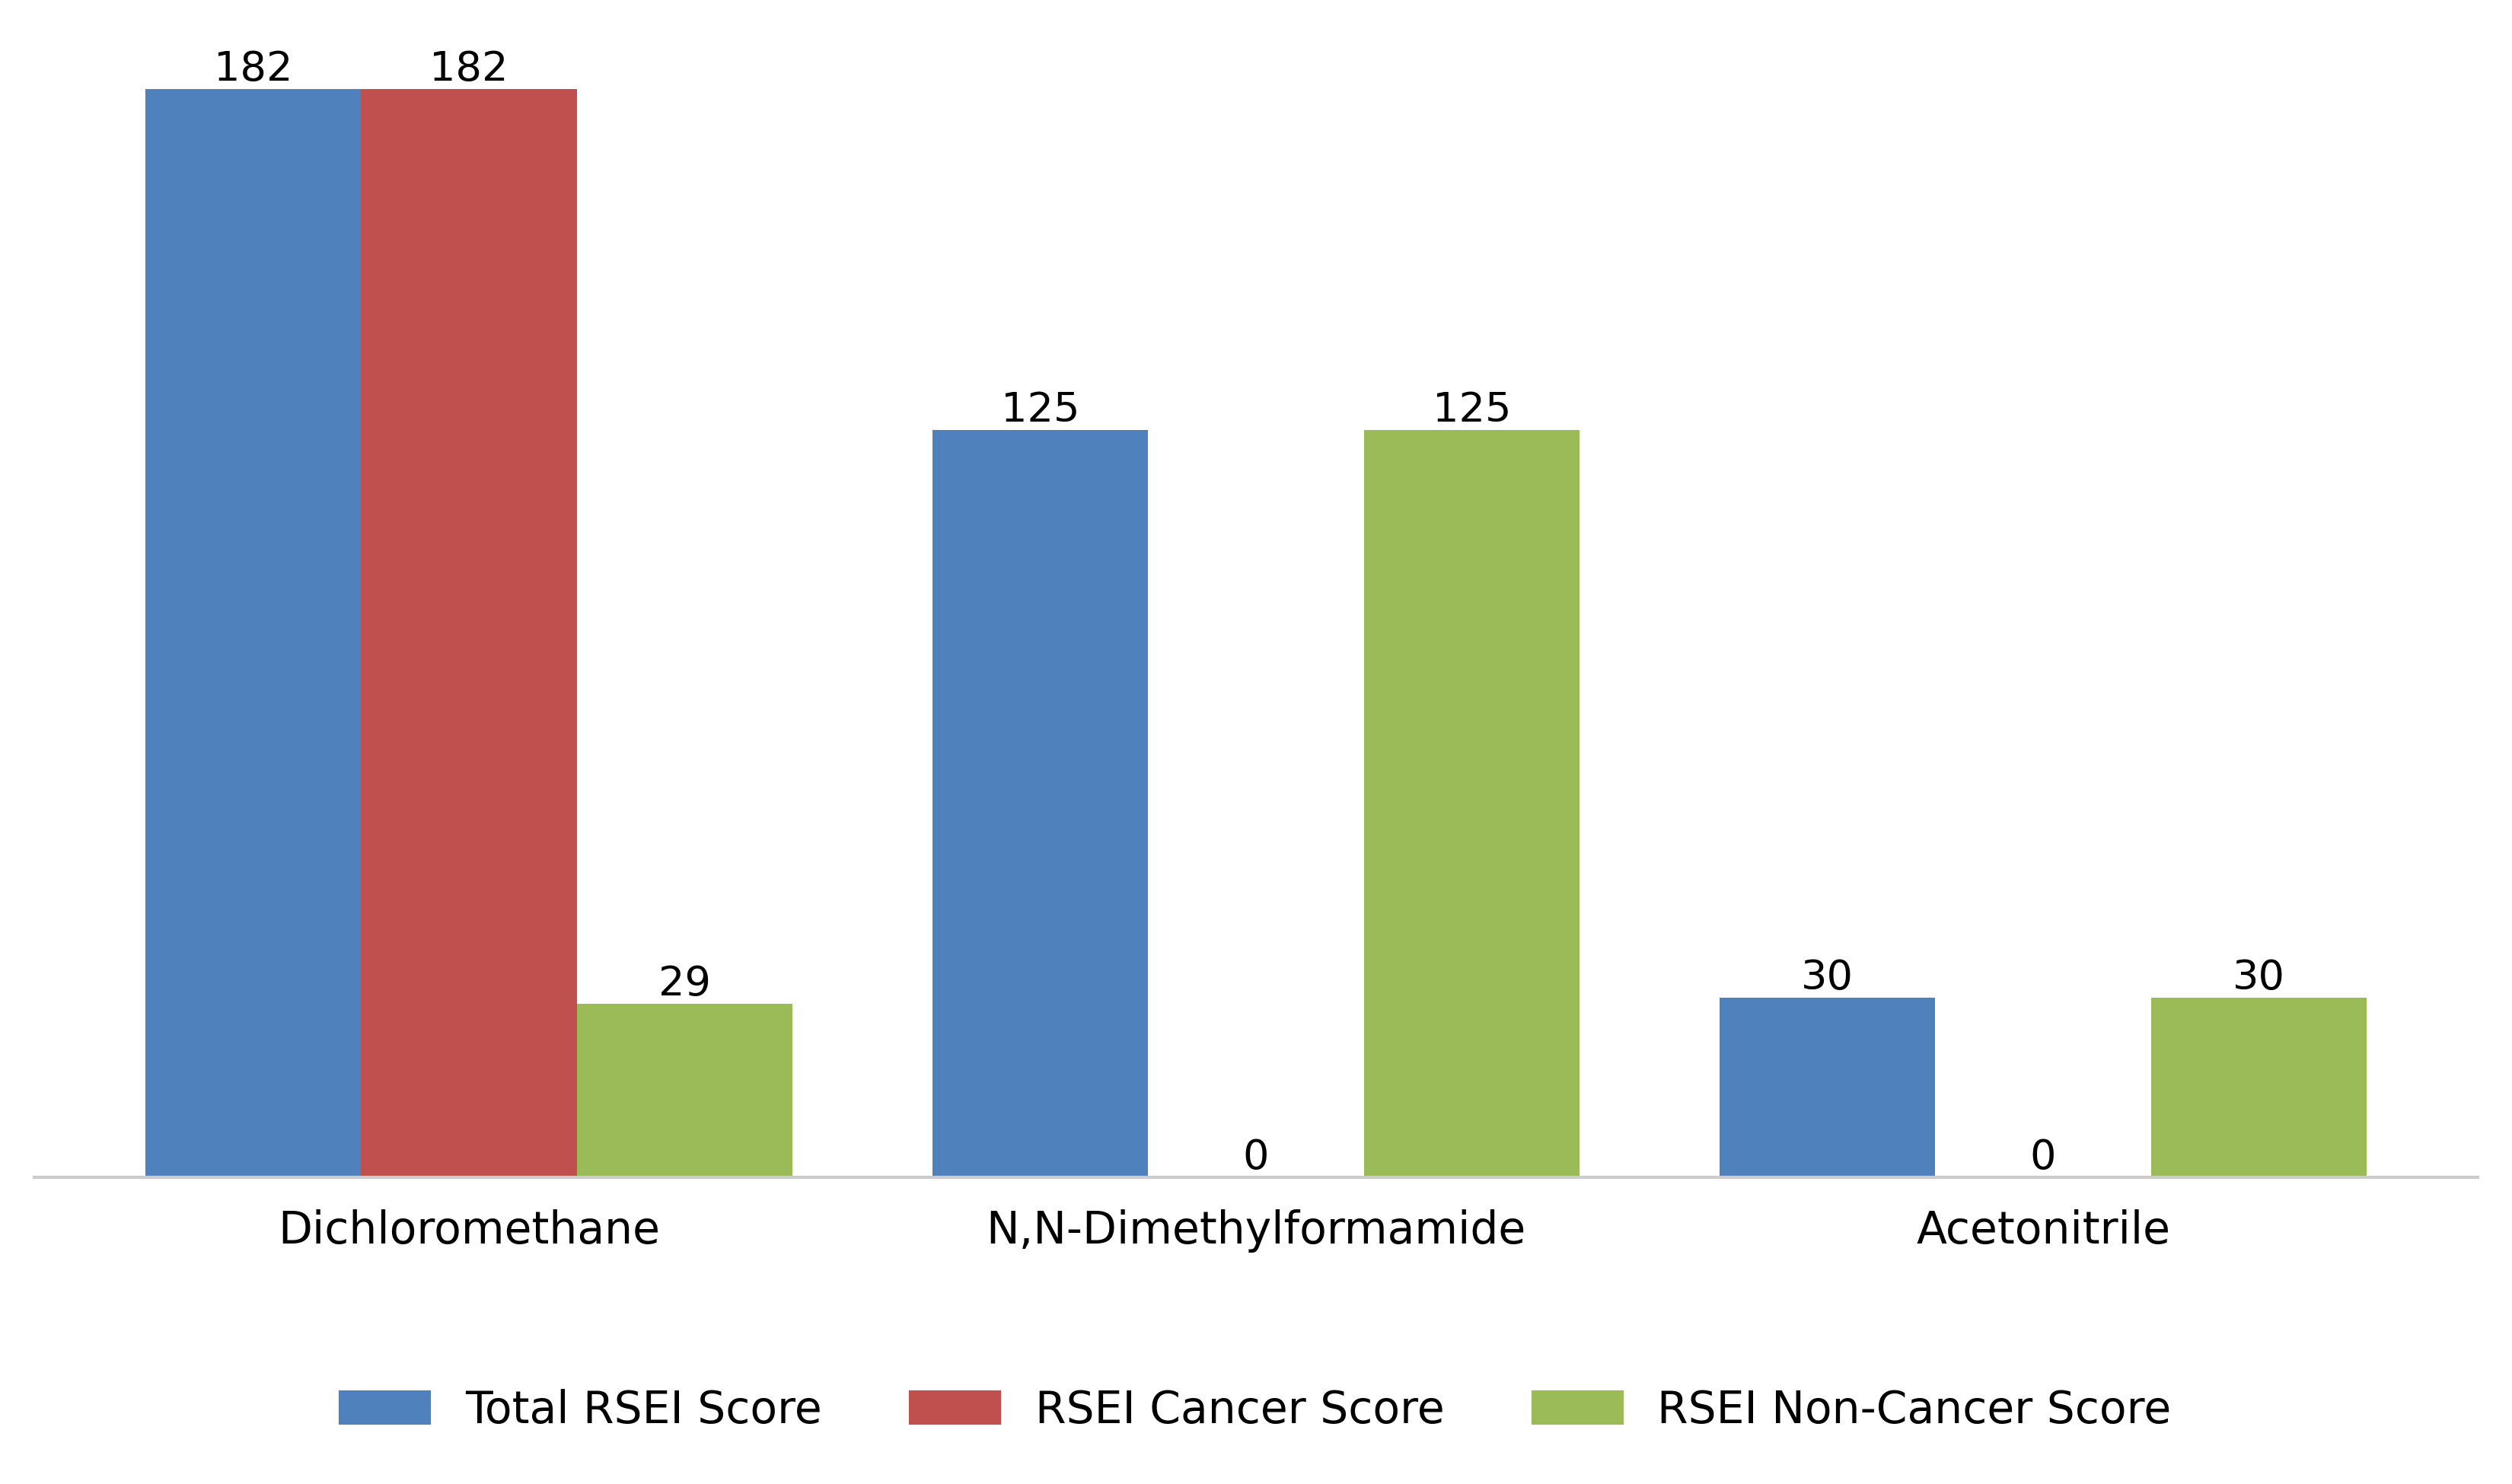 182 182
125 125
29 30 30
0 0
Dichloromethane N,N-Dimethylformamide Acetonitrile
Total RSEI Score RSEI Cancer Score RSEI Non-Cancer Score